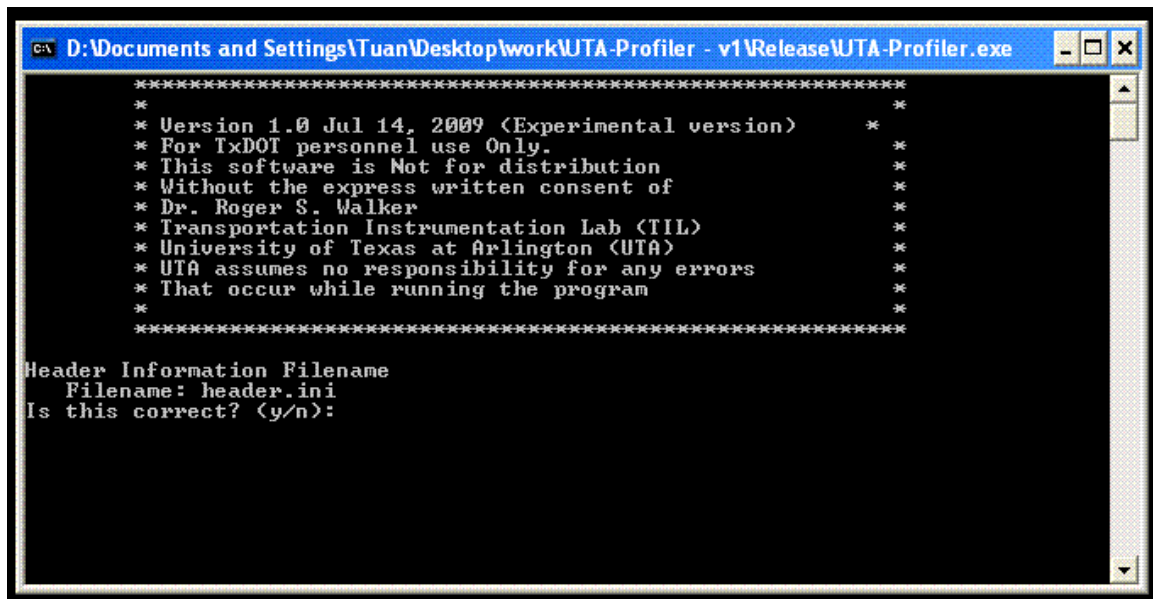 D:\Documents and Settings\Tuan\Desktop\work\UTA-Profiler - v1\Release\UTA-Profiler.exe
*********************************************************
* *
* Version 1.0 Jul 14, 2009 (Experimental version) *
* For TxDOT personnel use Only. *
* This software is Not for distribution *
* Without the express written consent of *
* Dr. Roger S. Walker *
* Transportation Instrumentation Lab (TIL) *
* University of Texas at Arlington (UTA) *
* UTA assumes no responsibility for any errors *
* That occur while running the program *
* *
*********************************************************
Header Information Filename
Filename: header.ini
Is this correct? (y/n):